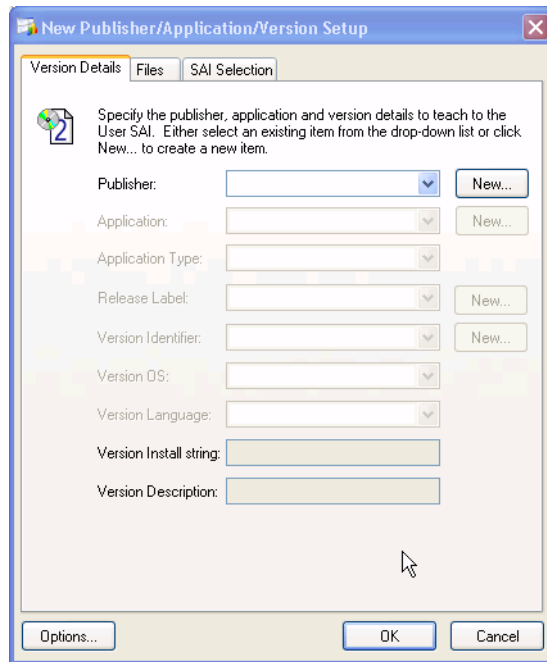 New Publisher/Application/Version Setup
Version Details Files SAI Selection
2
Specify the publisher, application and version details to teach to the
User SAI. Either select an existing item from the drop-down list or click
New... to create a new item.
Publisher: New...
Application: New...
Application Type:
Release Label: New...
Version Identifier: New...
Version OS:
Version Language:
Version Install string:
Version Description:
Options... OK Cancel